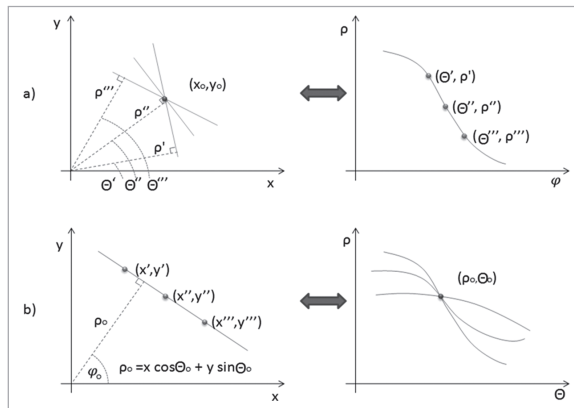 a)
y
ρ'''
ρ''
ρ'
(x₀,y₀)
Θ' Θ'' Θ'''
x
ρ
(Θ', ρ')
(Θ'', ρ'')
(Θ''', ρ''')
φ
b)
y
(x',y')
(x'',y'')
(x''',y''')
ρ₀
φ₀
ρ₀ =x cosΘ₀ + y sinΘ₀
x
ρ
(ρ₀,Θ₀)
Θ